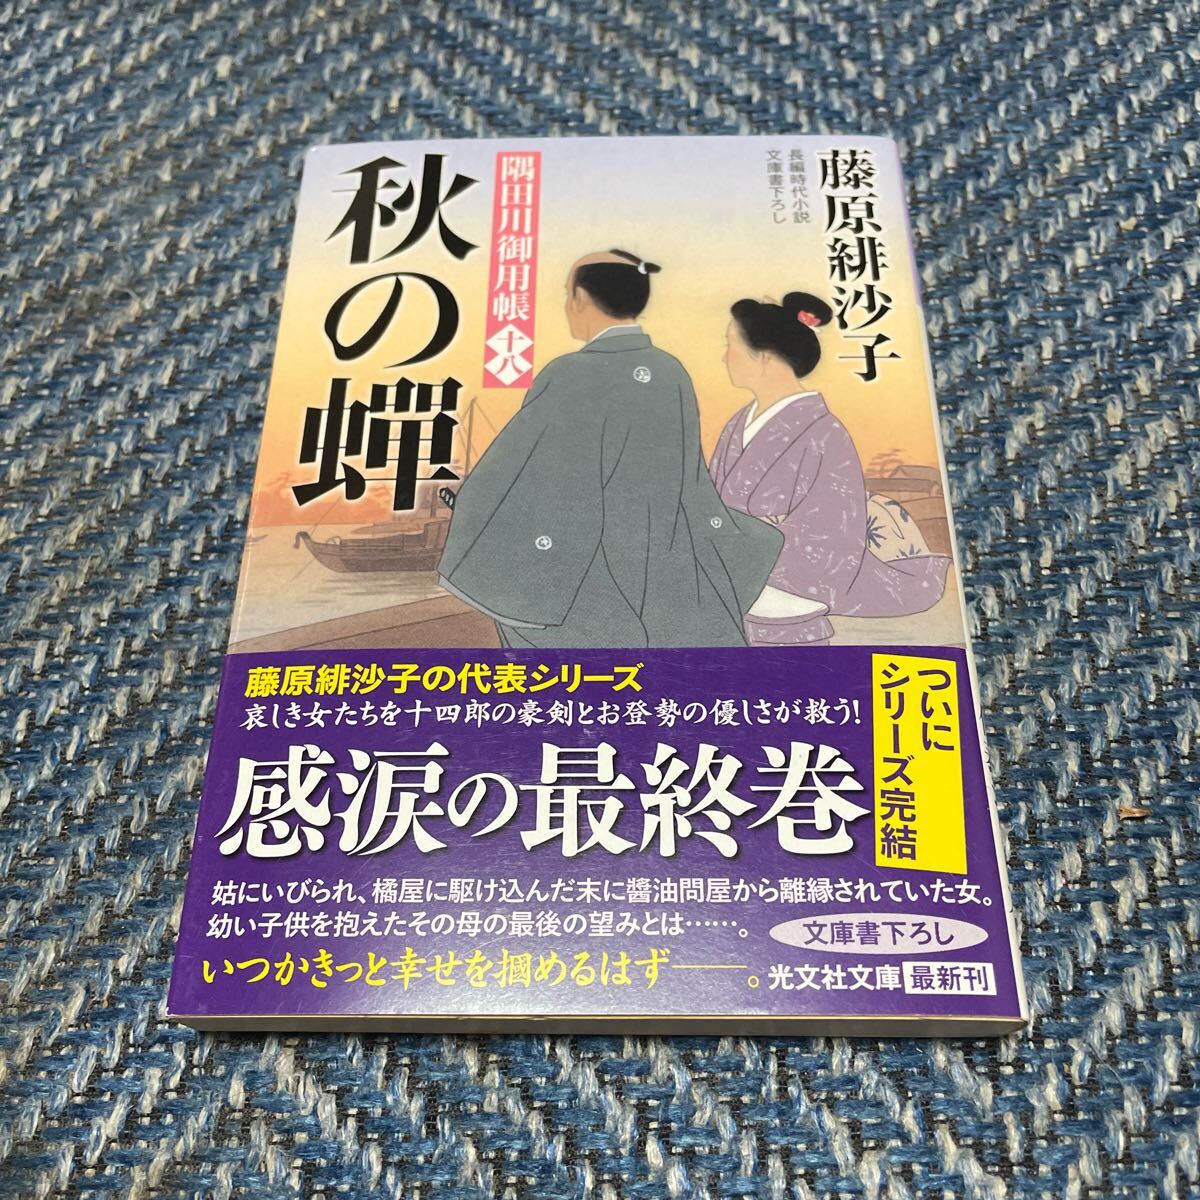 藤原緋沙子
長編時代小説
文庫書下ろし
隅田川御用帳
十八
秋の蟬
藤原緋沙子の代表シリーズ
哀しき女たちを十四郎の豪剣とお登勢の優しさが救う!
感涙の最終巻
ついに
シリーズ完結
姑にいびられ、橘屋に駆け込んだ末に醬油問屋から離縁されていた女。
幼い子供を抱えたその母の最後の望みとは……。
文庫書下ろし
いつかきっと幸せを摑めるはず――。
光文社文庫
最新刊